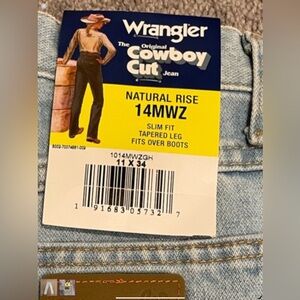 Wrangler
The Original
Cowboy
Cut Jean
NATURAL RISE
14MWZ
SLIM FIT
TAPERED LEG
FITS OVER BOOTS
1014MWZGH
11 X 34
1 91683 05732 7